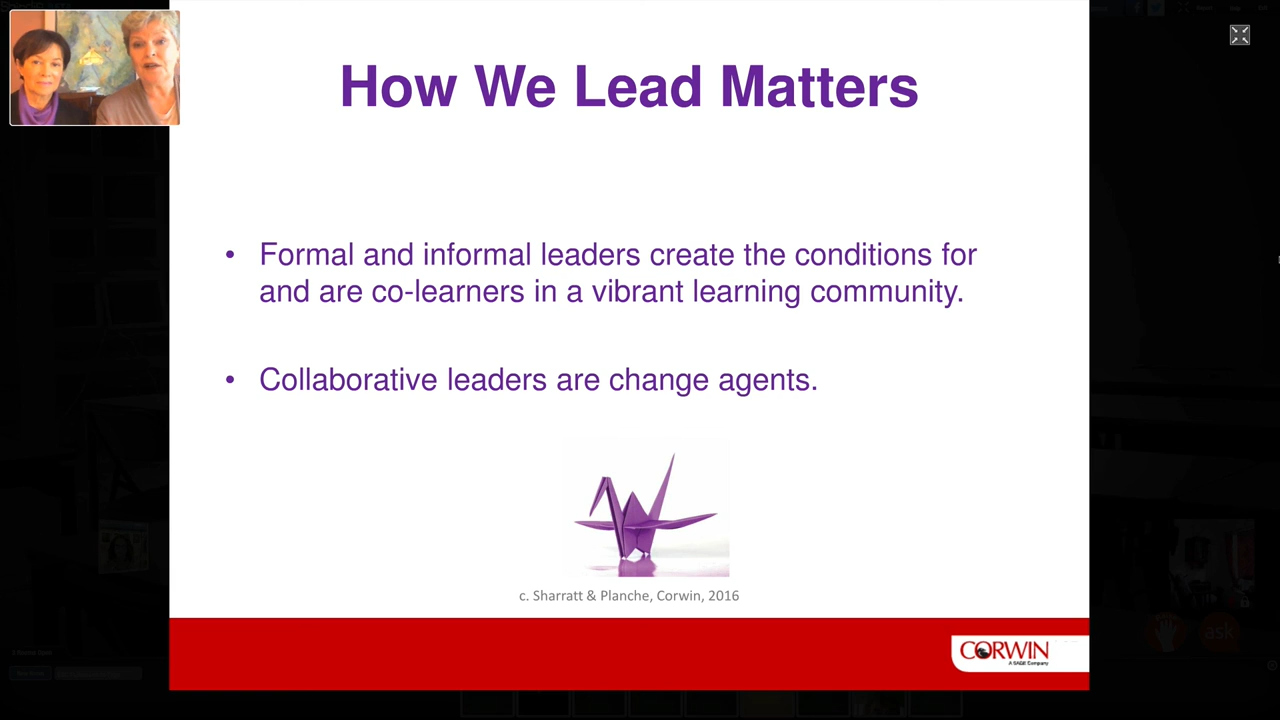 How We Lead Matters
• Formal and informal leaders create the conditions for
and are co-learners in a vibrant learning community.
• Collaborative leaders are change agents.
c. Sharratt & Planche, Corwin, 2016
CORWIN
A SAGE Company
ask